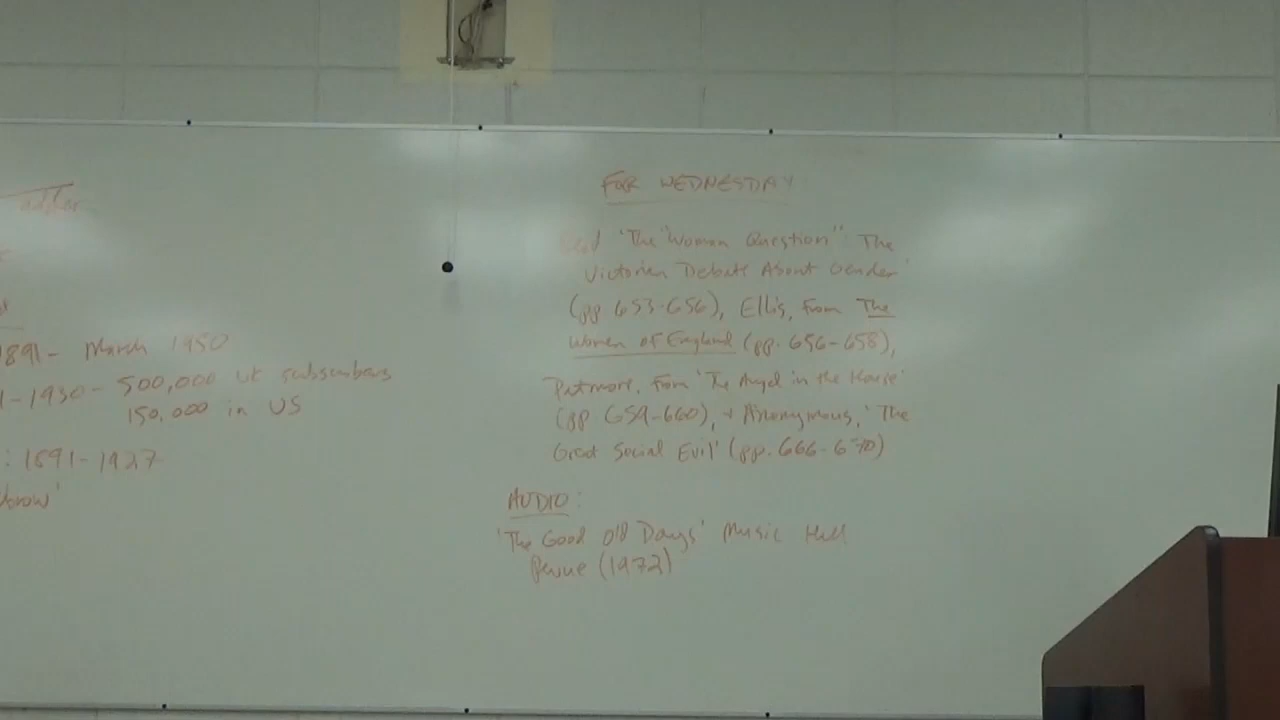 1891 - March 1950
-1930 - 500,000 UK subscribers
150,000 in US
: 1891-1927
FOR WEDNESDAY
Read 'The "Woman Question": The
Victorian Debate About Gender'
(pp 653-656), Ellis, from The
Women of England (pp. 656-658),
Patmore, from 'The Angel in the House'
(pp 659-660), + Anonymous, 'The
Great Social Evil' (pp. 666-670)
AUDIO:
'The Good Old Days' Music Hall
Revue (1972)